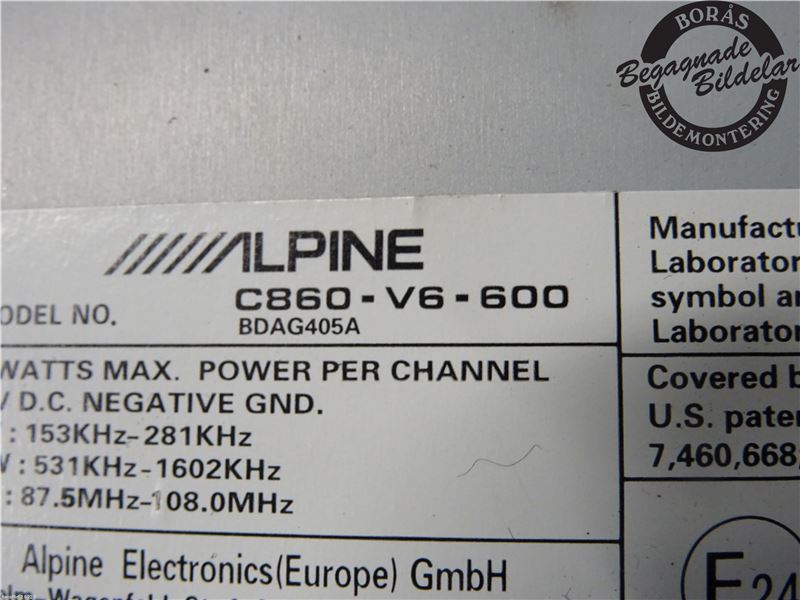 BORÅS
Begagnade
Bildelar
BILDEMONTERING
ALPINE
ODEL NO. C860-V6-600
BDAG405A
WATTS MAX. POWER PER CHANNEL
D.C. NEGATIVE GND.
: 153KHz-281KHz
: 531KHz-1602KHz
: 87.5MHz-108.0MHz
Alpine Electronics(Europe) GmbH
Manufactu
Laborator
symbol an
Laborator
Covered b
U.S. paten
7,460,668;
E24